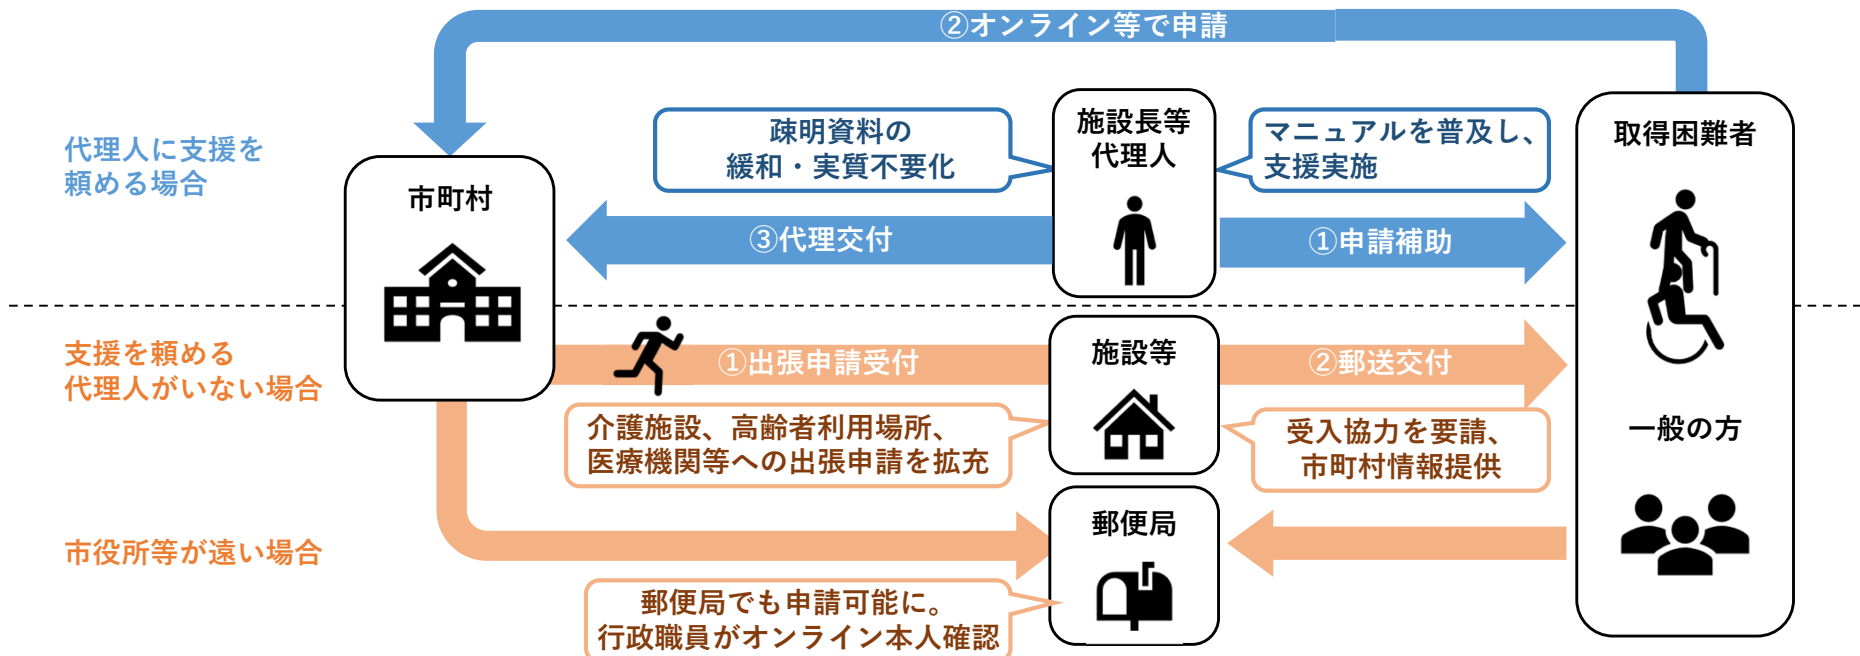 ②オンライン等で申請
代理人に支援を
頼める場合
市町村
疎明資料の
緩和・実質不要化
施設長等
代理人
マニュアルを普及し、
支援実施
取得困難者
③代理交付
①申請補助
支援を頼める
代理人がいない場合
①出張申請受付
施設等
②郵送交付
介護施設、高齢者利用場所、
医療機関等への出張申請を拡充
受入協力を要請、
市町村情報提供
一般の方
市役所等が遠い場合
郵便局
郵便局でも申請可能に。
行政職員がオンライン本人確認